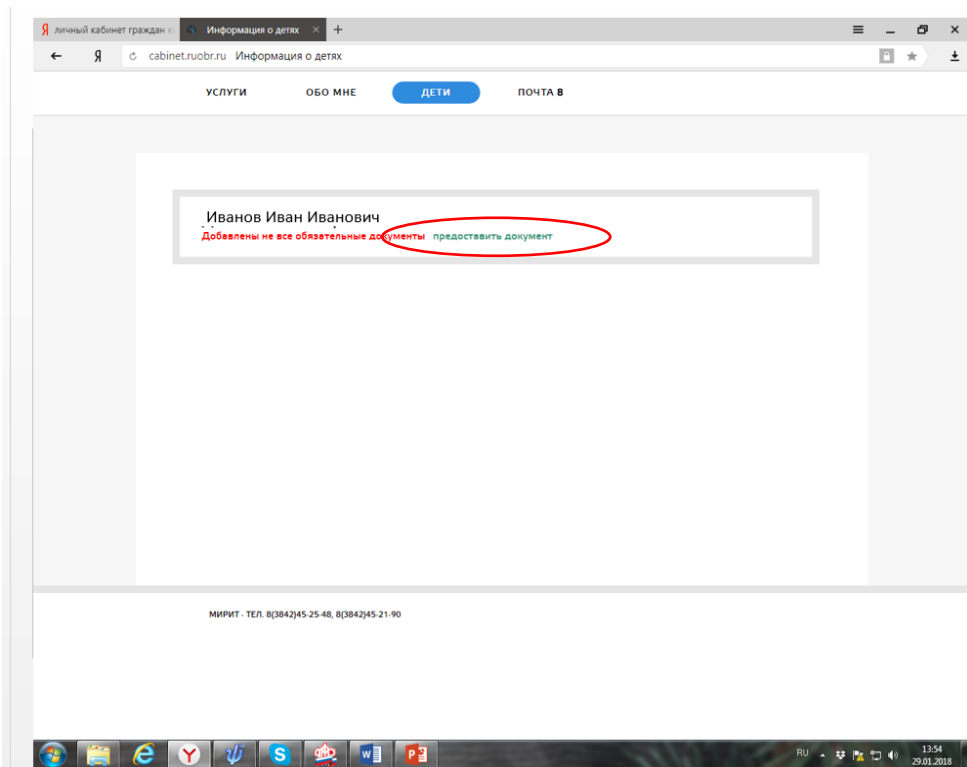 Я личный кабинет граждан
Информация о детях × +
cabinet.ruobr.ru Информация о детях
УСЛУГИ ОБО МНЕ ДЕТИ ПОЧТА 8
Иванов Иван Иванович
Добавлены не все обязательные документы предоставить документ
МИРИТ - ТЕЛ. 8(3842)45-25-48, 8(3842)45-21-90
RU 13:54
29.01.2018